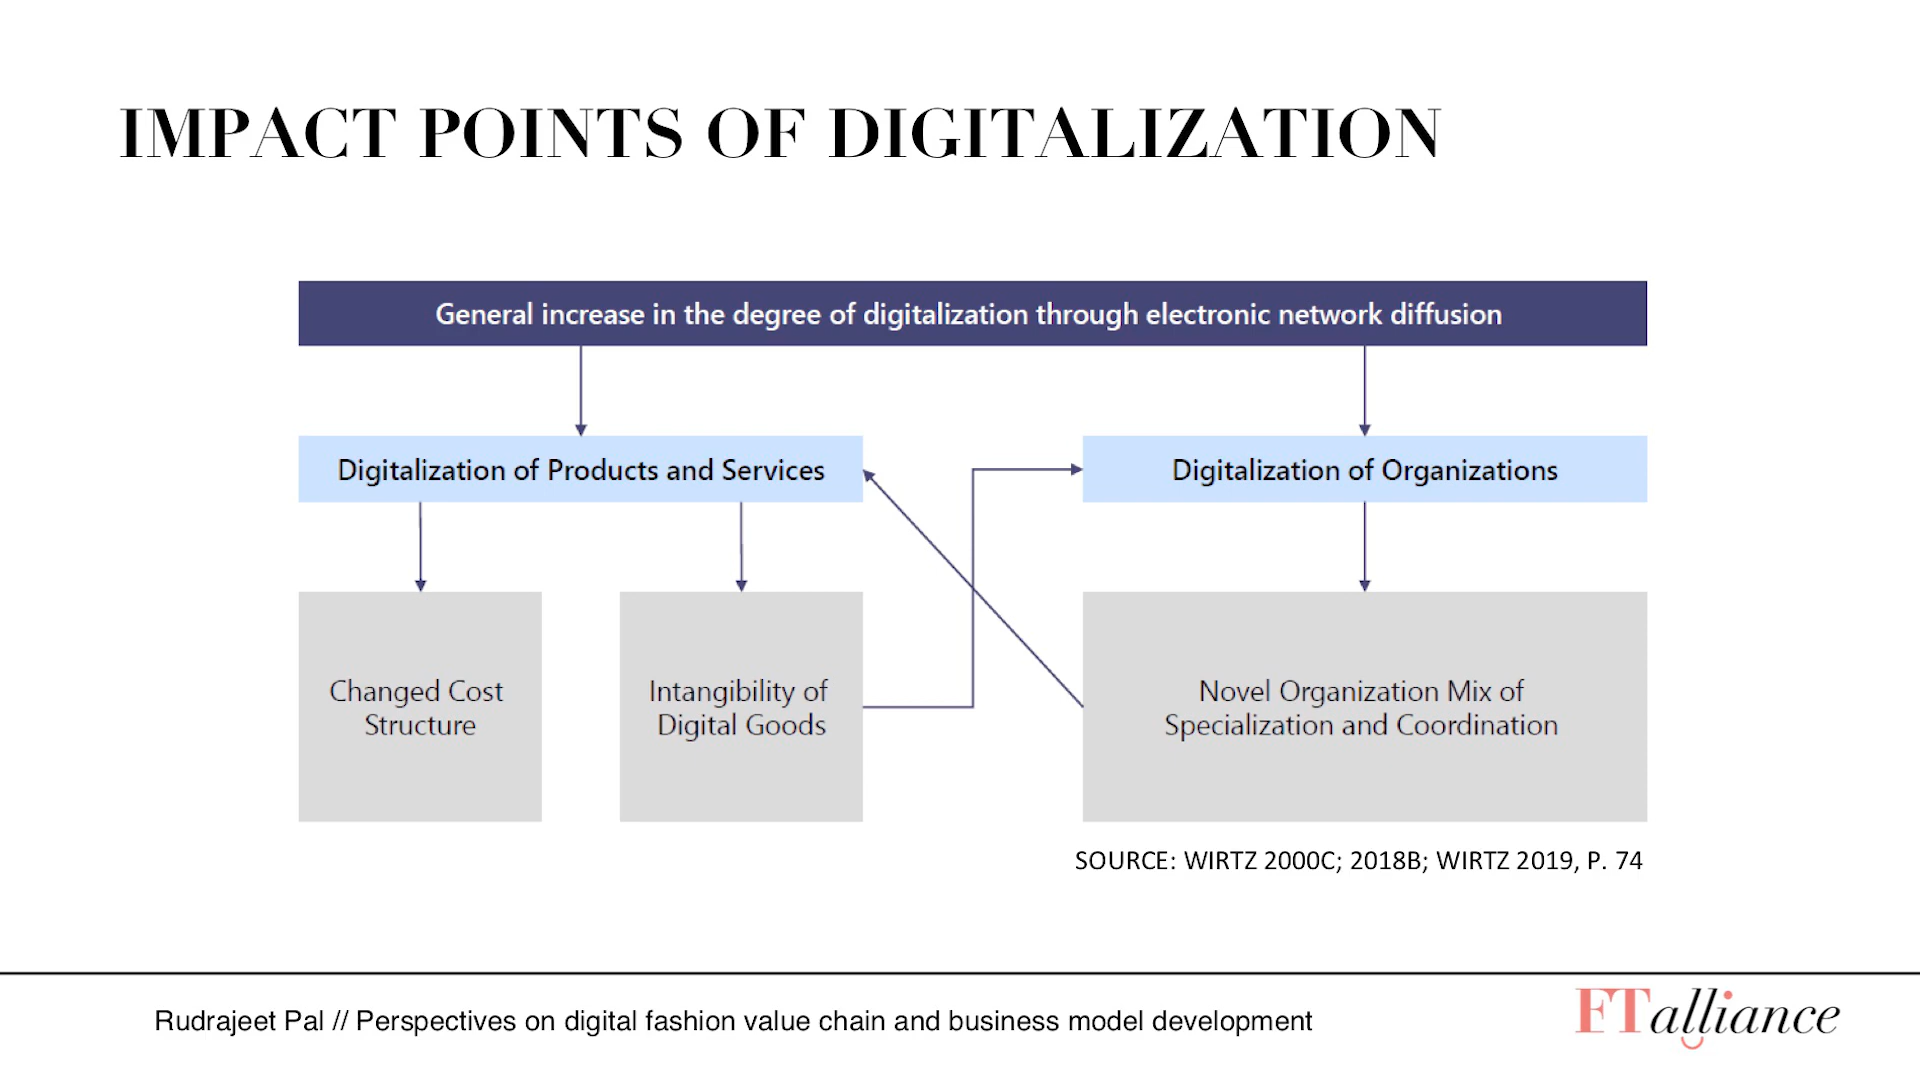 IMPACT POINTS OF DIGITALIZATION
General increase in the degree of digitalization through electronic network diffusion
Digitalization of Products and Services
Digitalization of Organizations
Changed Cost
Structure
Intangibility of
Digital Goods
Novel Organization Mix of
Specialization and Coordination
SOURCE: WIRTZ 2000C; 2018B; WIRTZ 2019, P. 74
Rudrajeet Pal // Perspectives on digital fashion value chain and business model development
FTalliance